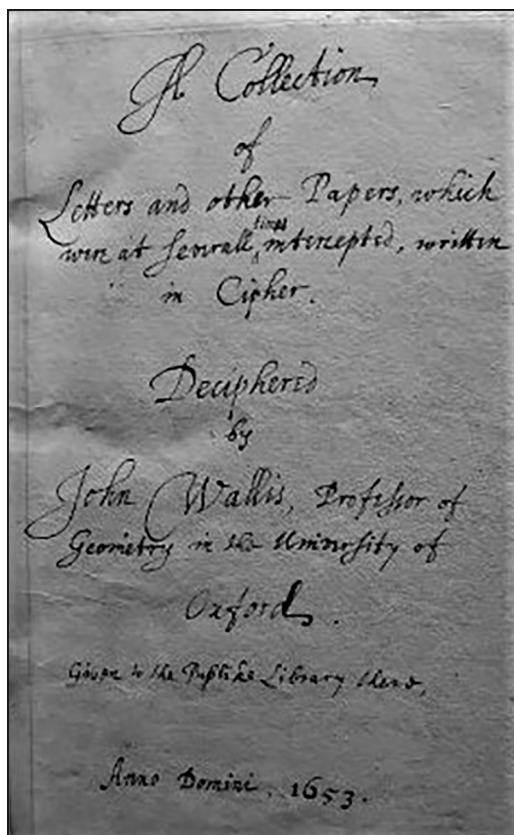 A Collection
of
Letters and other Papers, which
were at severall times intercepted, written
in Cipher.
Deciphered
by
John Wallis, Professor of
Geometry in the University of
Oxford.
Given to the Publike Library there,
Anno Domini. 1653.